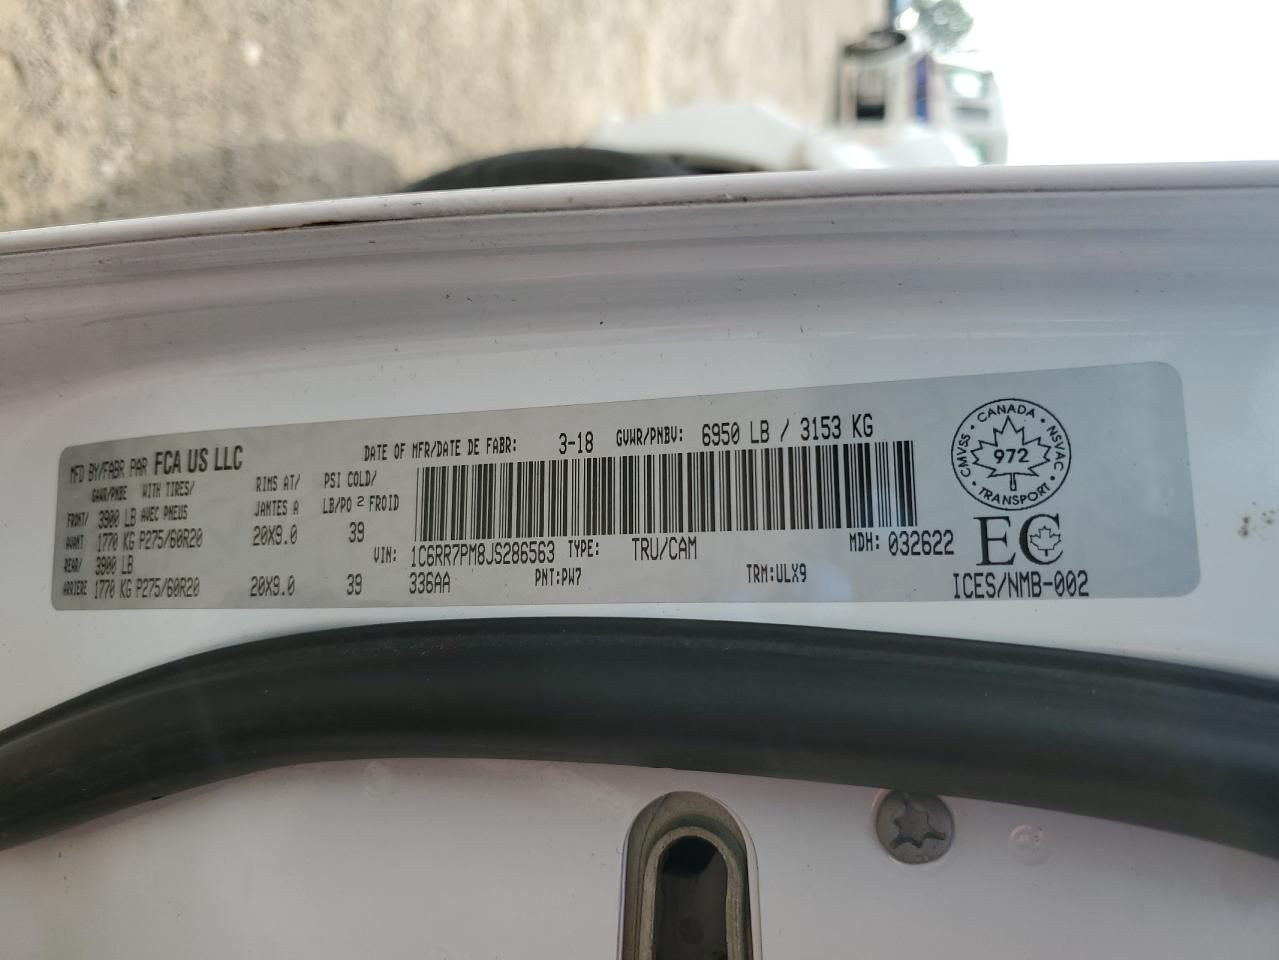 MFD BY/FABR PAR FCA US LLC
DATE OF MFR/DATE DE FABR: 3-18 GVWR/PNBV: 6950 LB / 3153 KG
GAWR/PNBE WITH TIRES/ RIMS AT/ PSI COLD/
FRONT/ 3900 LB AVEC PNEUS JANTES A LB/PO 2 FROID
AVANT 1770 KG P275/60R20 20X9.0 39
REAR/ 3900 LB
ARRIERE 1770 KG P275/60R20 20X9.0 39
VIN: 1C6RR7PM8JS286563 TYPE: TRU/CAM MDH: 032622
336AA PNT:PW7 TRM:ULX9
CANADA
CMVSS · NSVAC
972
TRANSPORT
EC
ICES/NMB-002